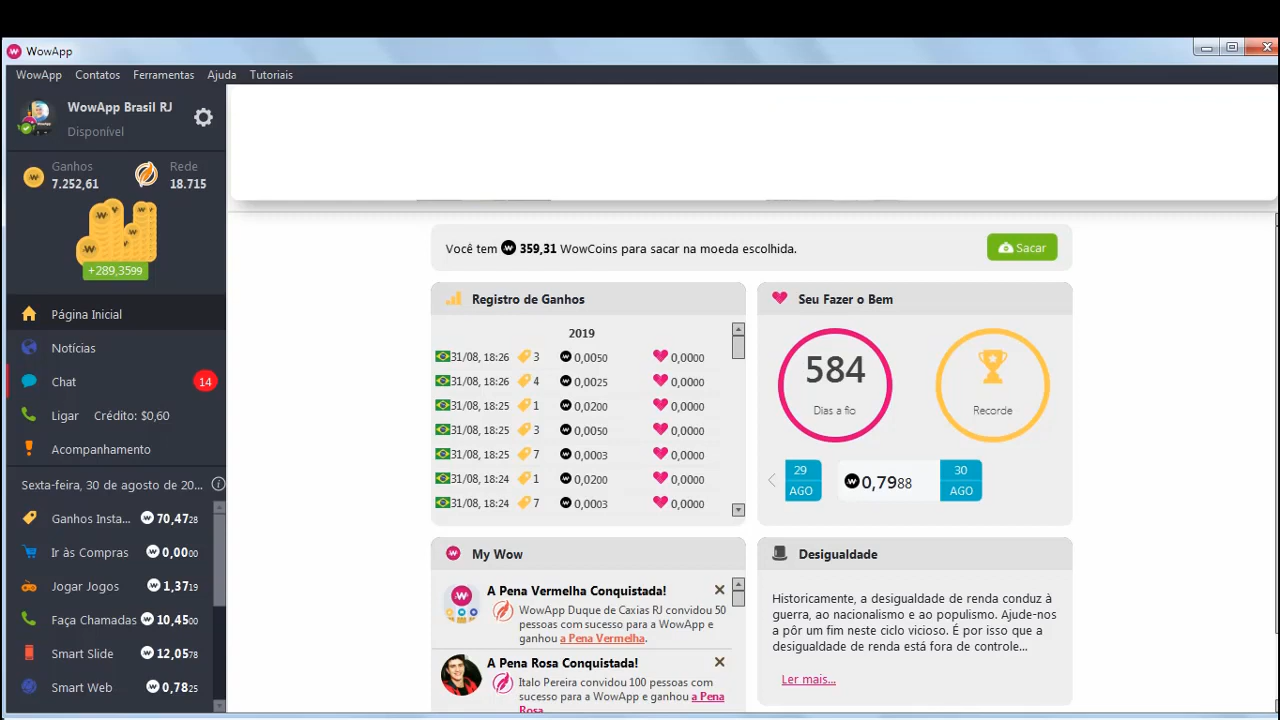 WowApp
WowApp Contatos Ferramentas Ajuda Tutoriais
WowApp Brasil RJ
Disponível
Ganhos
7.252,61
Rede
18.715
+289,3599
Página Inicial
Notícias
Chat 14
Ligar Crédito: $0,60
Acompanhamento
Sexta-feira, 30 de agosto de 20...
Ganhos Insta... 70,4728
Ir às Compras 0,0000
Jogar Jogos 1,3719
Faça Chamadas 10,4500
Smart Slide 12,0578
Smart Web 0,7825
Você tem 359,31 WowCoins para sacar na moeda escolhida.
Sacar
Registro de Ganhos
2019
31/08, 18:26 3 0,0050 0,0000
31/08, 18:26 4 0,0025 0,0000
31/08, 18:25 1 0,0200 0,0000
31/08, 18:25 3 0,0050 0,0000
31/08, 18:25 7 0,0003 0,0000
31/08, 18:24 1 0,0200 0,0000
31/08, 18:24 7 0,0003 0,0000
Seu Fazer o Bem
584
Dias a fio
Recorde
29
AGO
0,7988
30
AGO
My Wow
A Pena Vermelha Conquistada!
WowApp Duque de Caxias RJ convidou 50
pessoas com sucesso para a WowApp e
ganhou a Pena Vermelha.
A Pena Rosa Conquistada!
Italo Pereira convidou 100 pessoas com
sucesso para a WowApp e ganhou a Pena
Rosa.
Desigualdade
Historicamente, a desigualdade de renda conduz à
guerra, ao nacionalismo e ao populismo. Ajude-nos
a pôr um fim neste ciclo vicioso. É por isso que a
desigualdade de renda está fora de controle...
Ler mais...